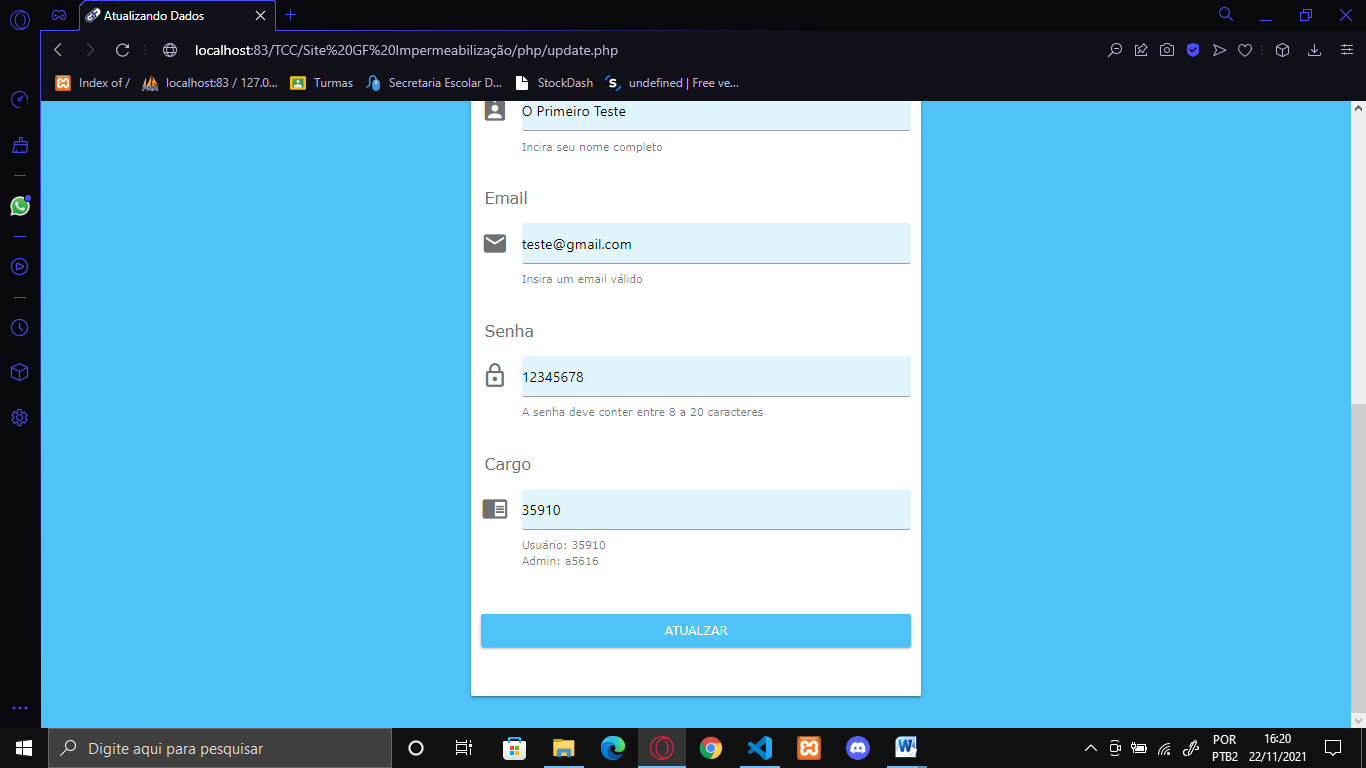 Atualizando Dados
localhost:83/TCC/Site%20GF%20Impermeabilização/php/update.php
Index of /
localhost:83 / 127.0...
Turmas
Secretaria Escolar D...
StockDash
undefined | Free ve...
O Primeiro Teste
Incira seu nome completo
Email
teste@gmail.com
Insira um email válido
Senha
12345678
A senha deve conter entre 8 a 20 caracteres
Cargo
35910
Usuário: 35910
Admin: a5616
ATUALZAR
Digite aqui para pesquisar
POR
PTB2
16:20
22/11/2021